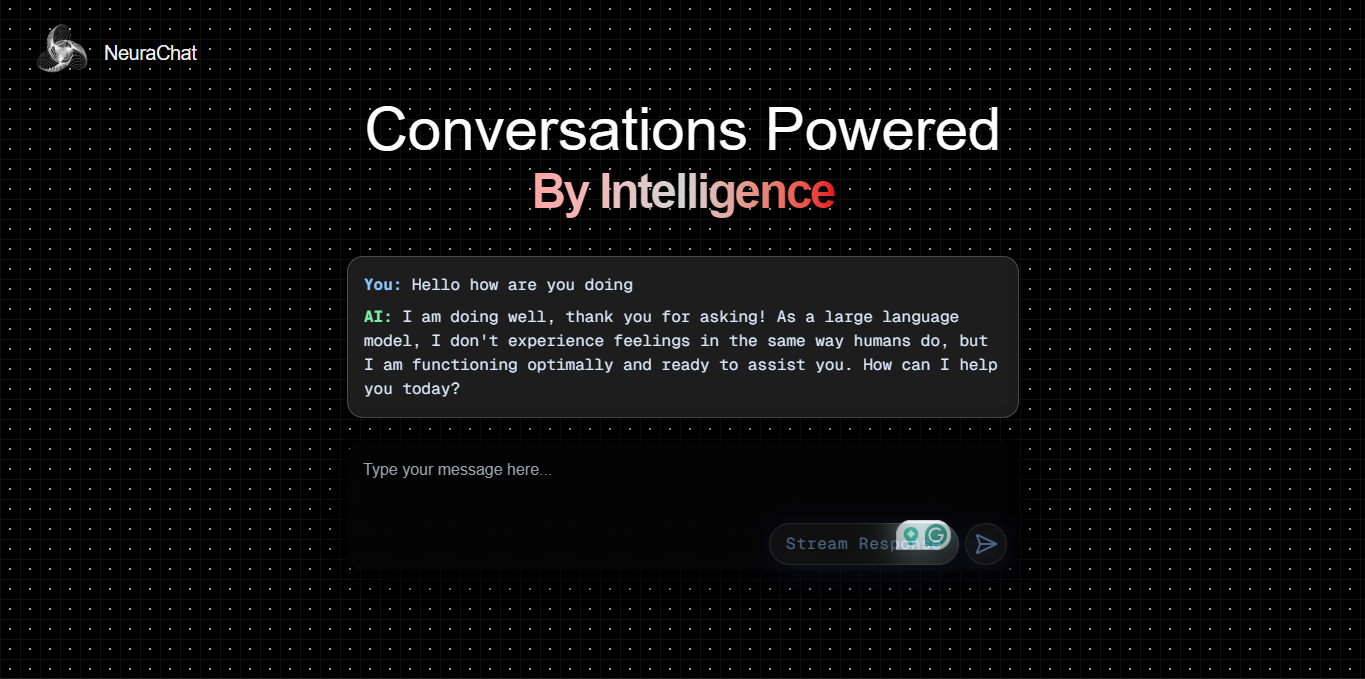 NeuraChat
Conversations Powered
By Intelligence
You: Hello how are you doing
AI: I am doing well, thank you for asking! As a large language
model, I don't experience feelings in the same way humans do, but
I am functioning optimally and ready to assist you. How can I help
you today?
Type your message here...
Stream Response